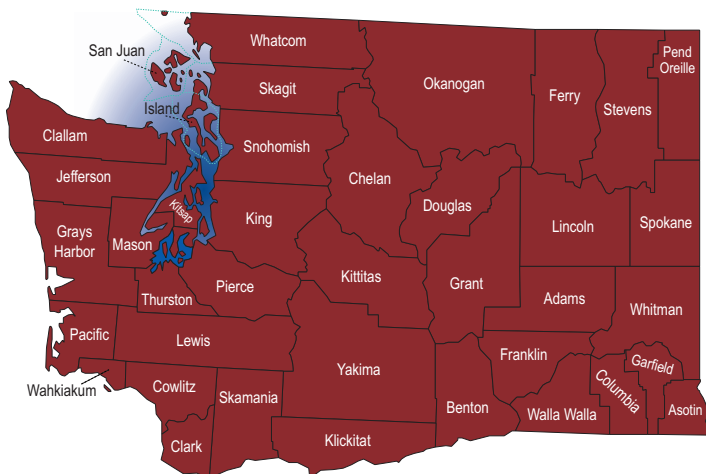 Whatcom
San Juan
Pend
Oreille
Skagit
Okanogan
Ferry
Stevens
Island
Clallam
Snohomish
Chelan
Jefferson
Kitsap
King
Douglas
Lincoln
Spokane
Grays
Harbor
Mason
Kittitas
Grant
Pierce
Adams
Whitman
Thurston
Pacific
Lewis
Yakima
Franklin
Garfield
Wahkiakum
Cowlitz
Skamania
Benton
Columbia
Walla Walla
Asotin
Clark
Klickitat